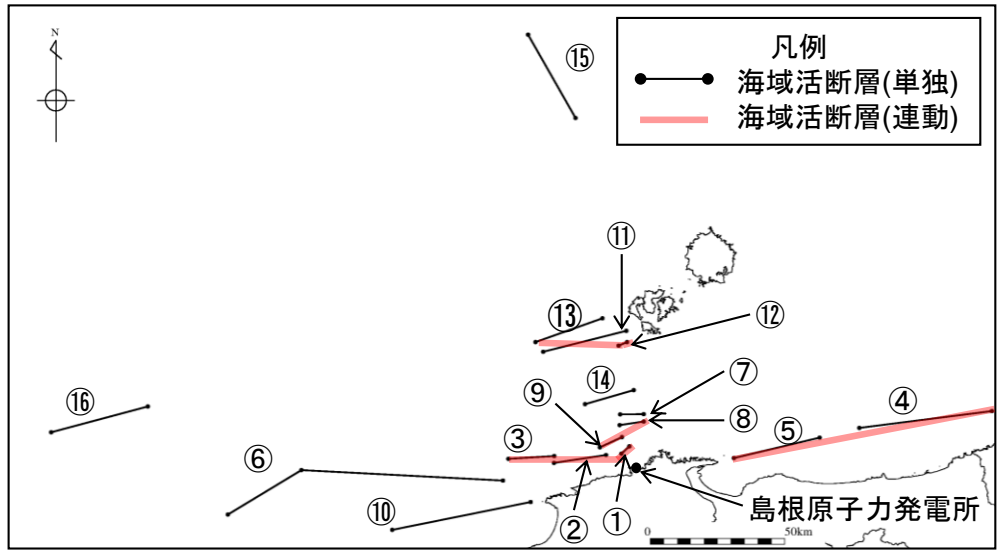 N
⑮
凡例
海域活断層(単独)
海域活断層(連動)
⑪
⑬
⑫
⑭
⑦
⑯
⑨
⑧
④
③
⑤
⑥
⑩
②
①
島根原子力発電所
0 50km